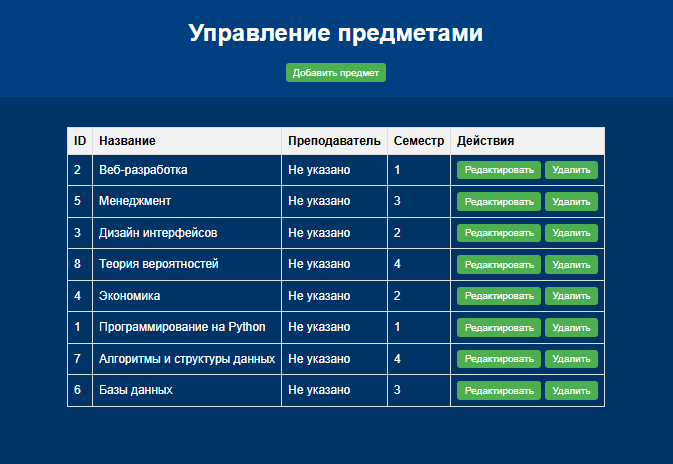 Управление предметами
Добавить предмет
ID Название Преподаватель Семестр Действия
2 Веб-разработка Не указано 1 Редактировать Удалить
5 Менеджмент Не указано 3 Редактировать Удалить
3 Дизайн интерфейсов Не указано 2 Редактировать Удалить
8 Теория вероятностей Не указано 4 Редактировать Удалить
4 Экономика Не указано 2 Редактировать Удалить
1 Программирование на Python Не указано 1 Редактировать Удалить
7 Алгоритмы и структуры данных Не указано 4 Редактировать Удалить
6 Базы данных Не указано 3 Редактировать Удалить